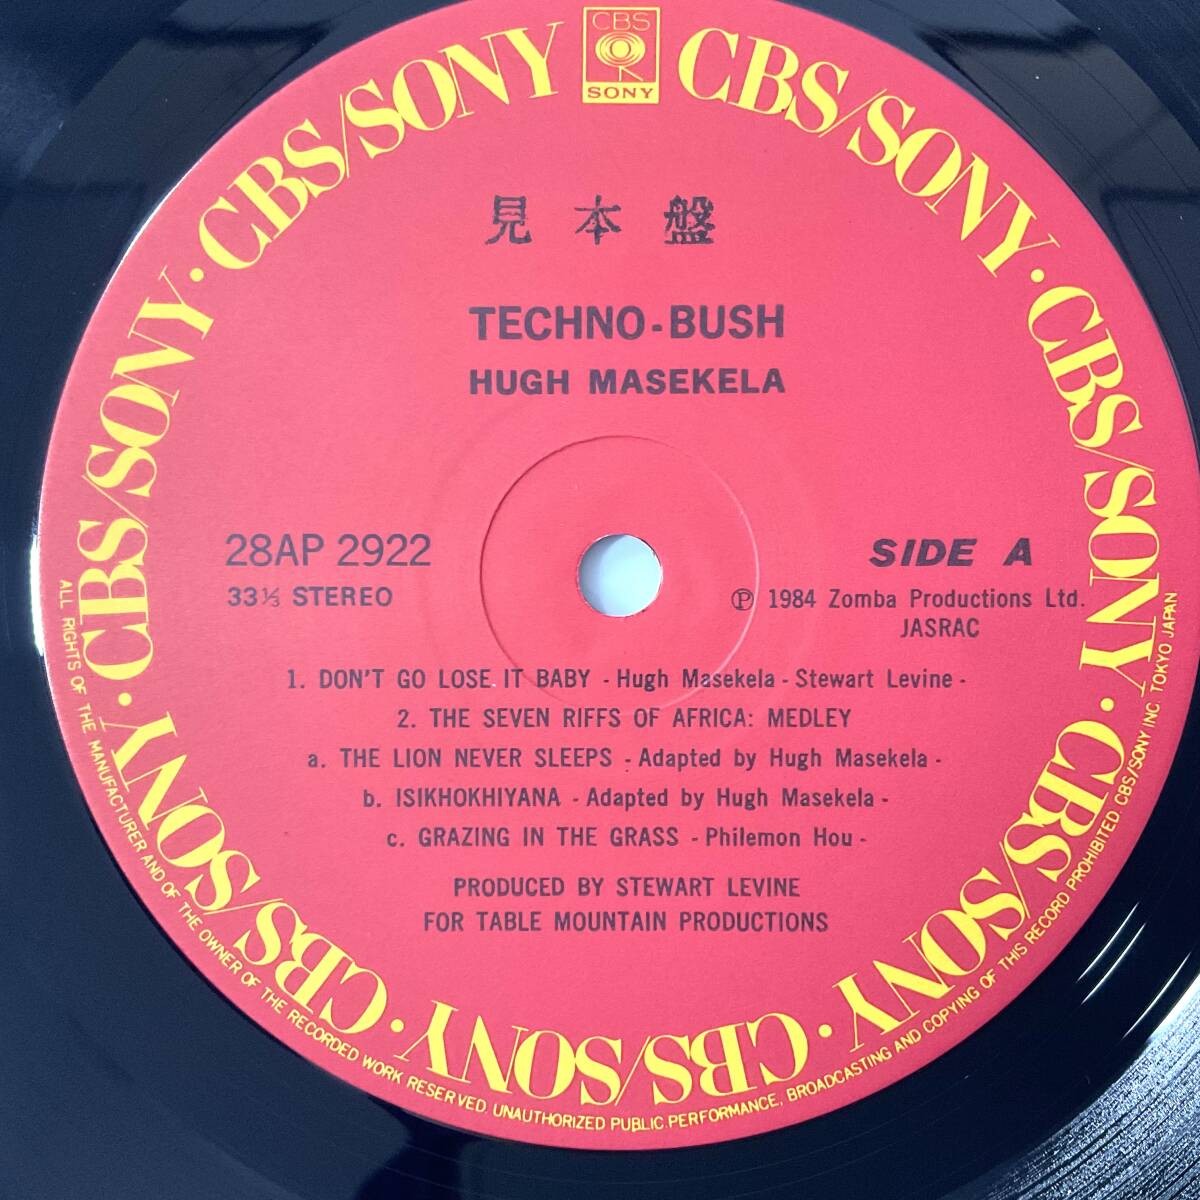 CBS
SONY
CBS/SONY · CBS/SONY · CBS/SONY · CBS/SONY · CBS/SONY · CBS/SONY · CBS/SONY · CBS/SONY
見本盤
TECHNO-BUSH
HUGH MASEKELA
28AP 2922
33⅓ STEREO
SIDE A
Ⓟ 1984 Zomba Productions Ltd.
JASRAC
1. DON'T GO LOSE IT BABY - Hugh Masekela - Stewart Levine -
2. THE SEVEN RIFFS OF AFRICA: MEDLEY
a. THE LION NEVER SLEEPS - Adapted by Hugh Masekela -
b. ISIKHOKHIYANA - Adapted by Hugh Masekela -
c. GRAZING IN THE GRASS - Philemon Hou -
PRODUCED BY STEWART LEVINE
FOR TABLE MOUNTAIN PRODUCTIONS
ALL RIGHTS OF THE MANUFACTURER AND OF THE OWNER OF THE RECORDED WORK RESERVED. UNAUTHORIZED PUBLIC PERFORMANCE, BROADCASTING AND COPYING OF THIS RECORD PROHIBITED. CBS/SONY INC. TOKYO JAPAN